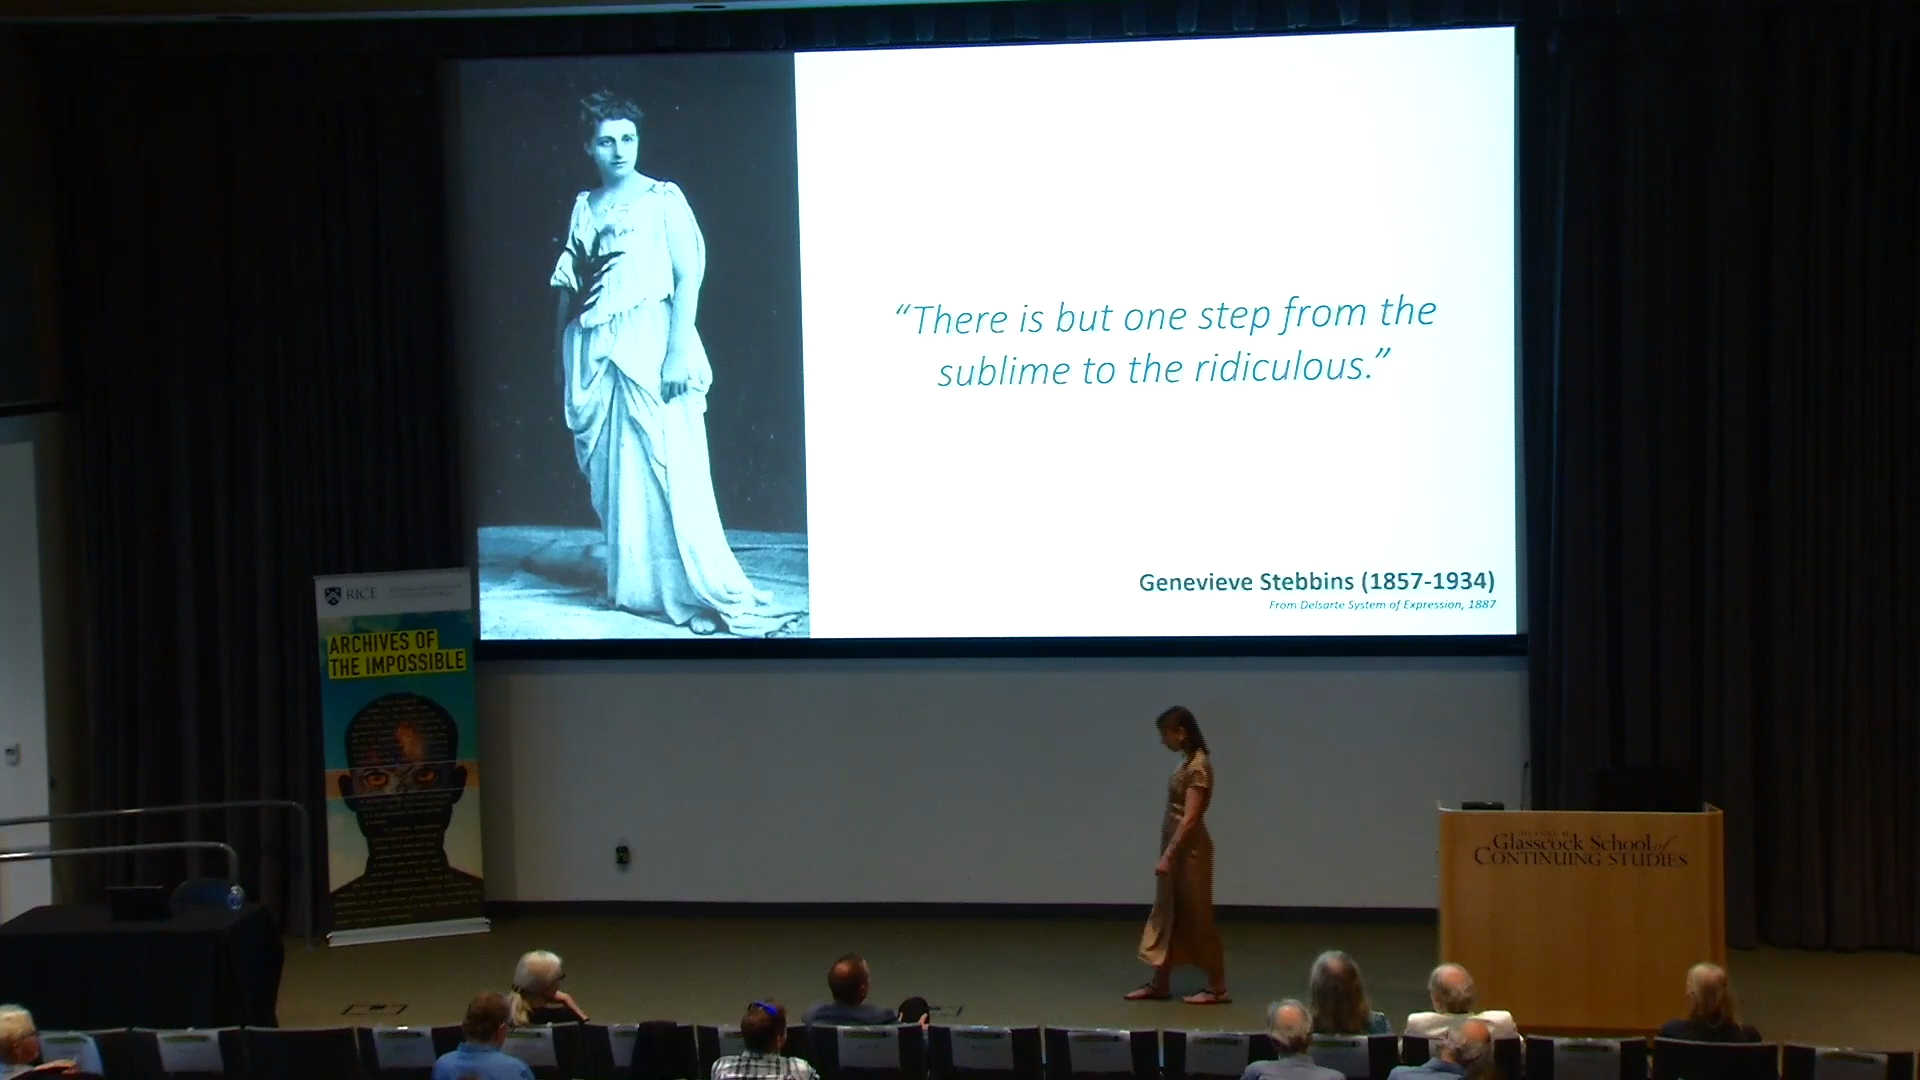 “There is but one step from the
sublime to the ridiculous.”
Genevieve Stebbins (1857-1934)
From Delsarte System of Expression, 1887
RICE
ARCHIVES OF
THE IMPOSSIBLE
Glasscock School of
CONTINUING STUDIES